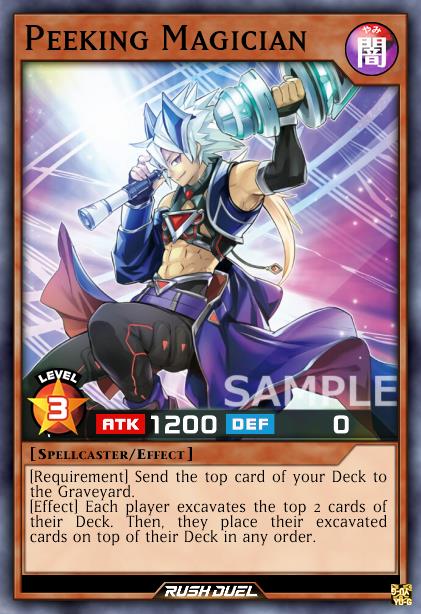 PEEKING MAGICIAN
やみ
闇
SAMPLE
LEVEL
3
ATK 1200 DEF 0
[SPELLCASTER/EFFECT]
[Requirement] Send the top card of your Deck to
the Graveyard.
[Effect] Each player excavates the top 2 cards of
their Deck. Then, they place their excavated
cards on top of their Deck in any order.
RUSH DUEL